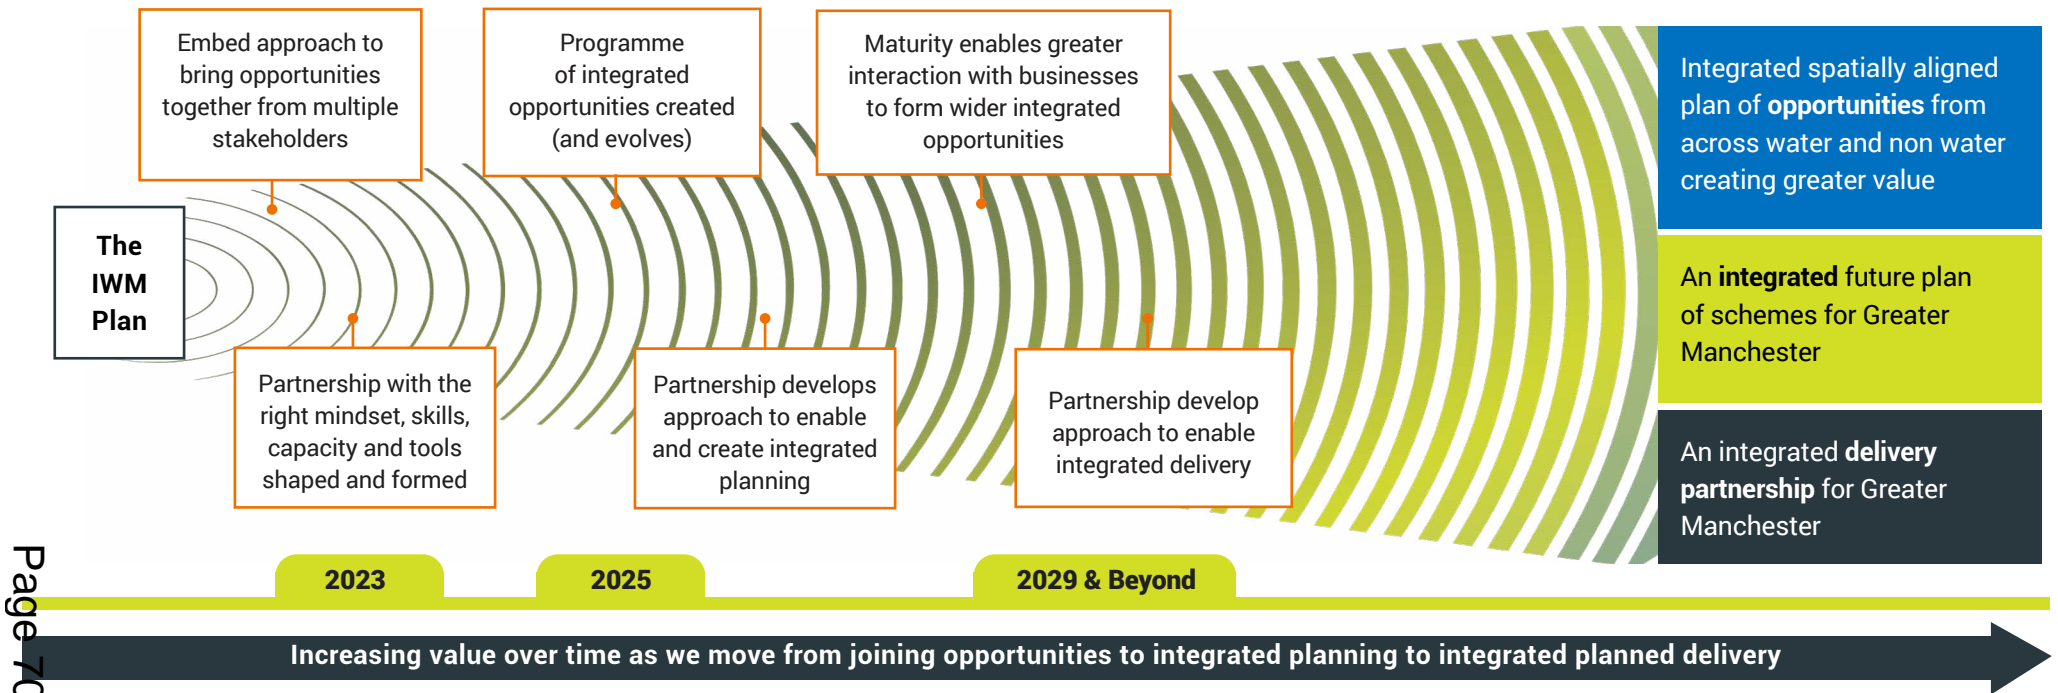 Embed approach to
bring opportunities
together from multiple
stakeholders
Programme
of integrated
opportunities created
(and evolves)
Maturity enables greater
interaction with businesses
to form wider integrated
opportunities
The
IWM
Plan
Partnership with the
right mindset, skills,
capacity and tools
shaped and formed
Partnership develops
approach to enable
and create integrated
planning
Partnership develop
approach to enable
integrated delivery
Integrated spatially aligned
plan of opportunities from
across water and non water
creating greater value
An integrated future plan
of schemes for Greater
Manchester
An integrated delivery
partnership for Greater
Manchester
2023
2025
2029 & Beyond
Increasing value over time as we move from joining opportunities to integrated planning to integrated planned delivery
Page 70